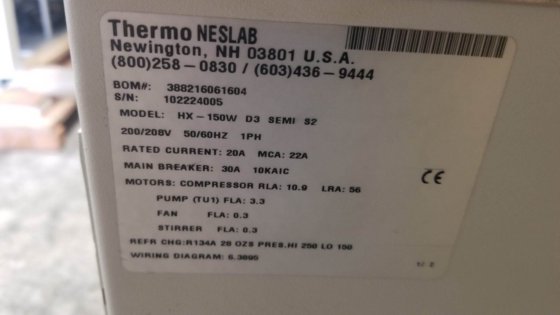 Thermo NESLAB
Newington, NH 03801 U.S.A.
(800)258-0830 / (603)436-9444
BOM#: 388216061604
S/N: 102224005
MODEL: HX-150W D3 SEMI S2
200/208V 50/60HZ 1PH
RATED CURRENT: 20A MCA: 22A
MAIN BREAKER: 30A 10KAIC
CE
MOTORS: COMPRESSOR RLA: 10.9 LRA: 56
PUMP (TU1) FLA: 3.3
FAN FLA: 0.3
STIRRER FLA: 0.3
REFR CHG:R134A 28 OZS PRES.HI 250 LO 150
WIRING DIAGRAM: 6.3895